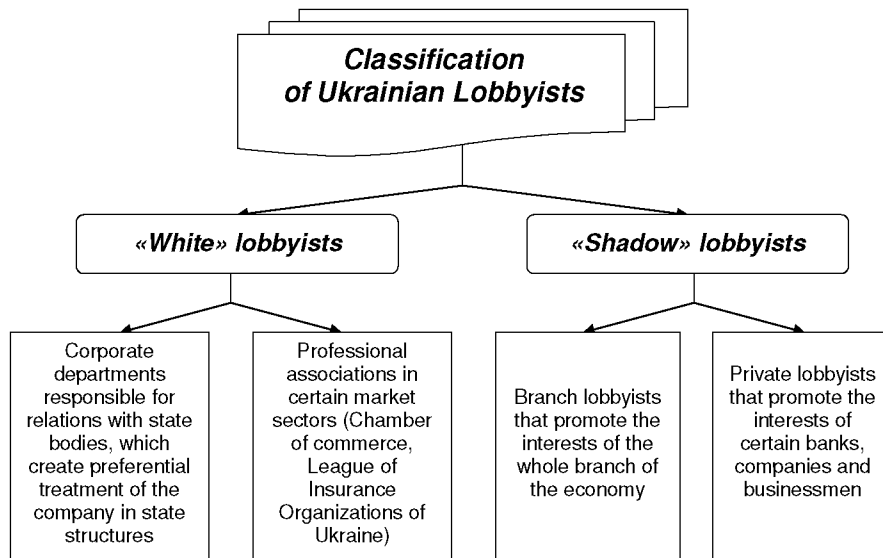 Classification
of Ukrainian Lobbyists
«White» lobbyists
«Shadow» lobbyists
Corporate
departments
responsible for
relations with state
bodies, which
create preferential
treatment of the
company in state
structures
Professional
associations in
certain market
sectors (Chamber
of commerce,
League of
Insurance
Organizations of
Ukraine)
Branch lobbyists
that promote the
interests of the
whole branch of
the economy
Private lobbyists
that promote the
interests of
certain banks,
companies and
businessmen